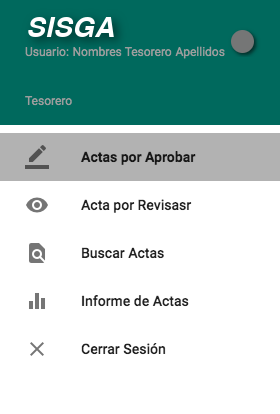 SISGA
Usuario: Nombres Tesorero Apellidos
Tesorero
Actas por Aprobar
Acta por Revisasr
Buscar Actas
Informe de Actas
Cerrar Sesión